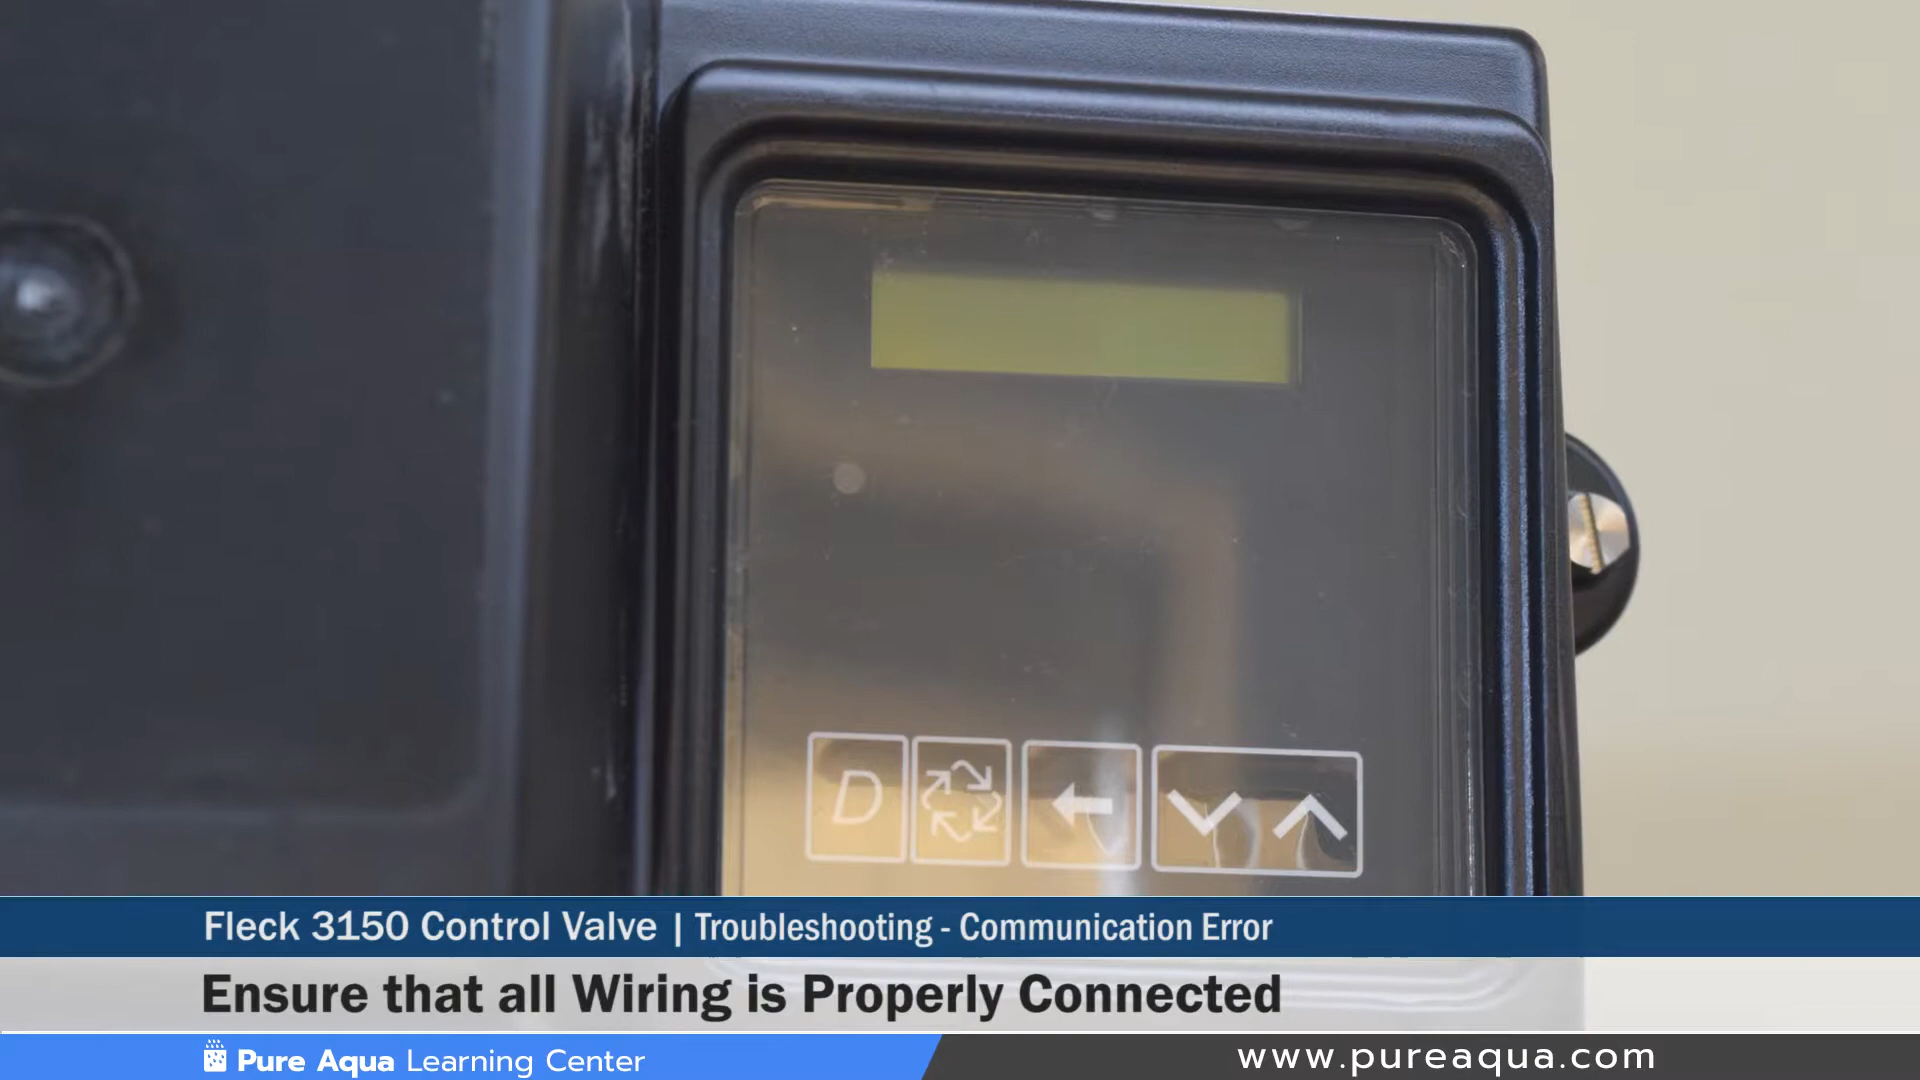 D
Fleck 3150 Control Valve | Troubleshooting - Communication Error
Ensure that all Wiring is Properly Connected
Pure Aqua Learning Center
www.pureaqua.com